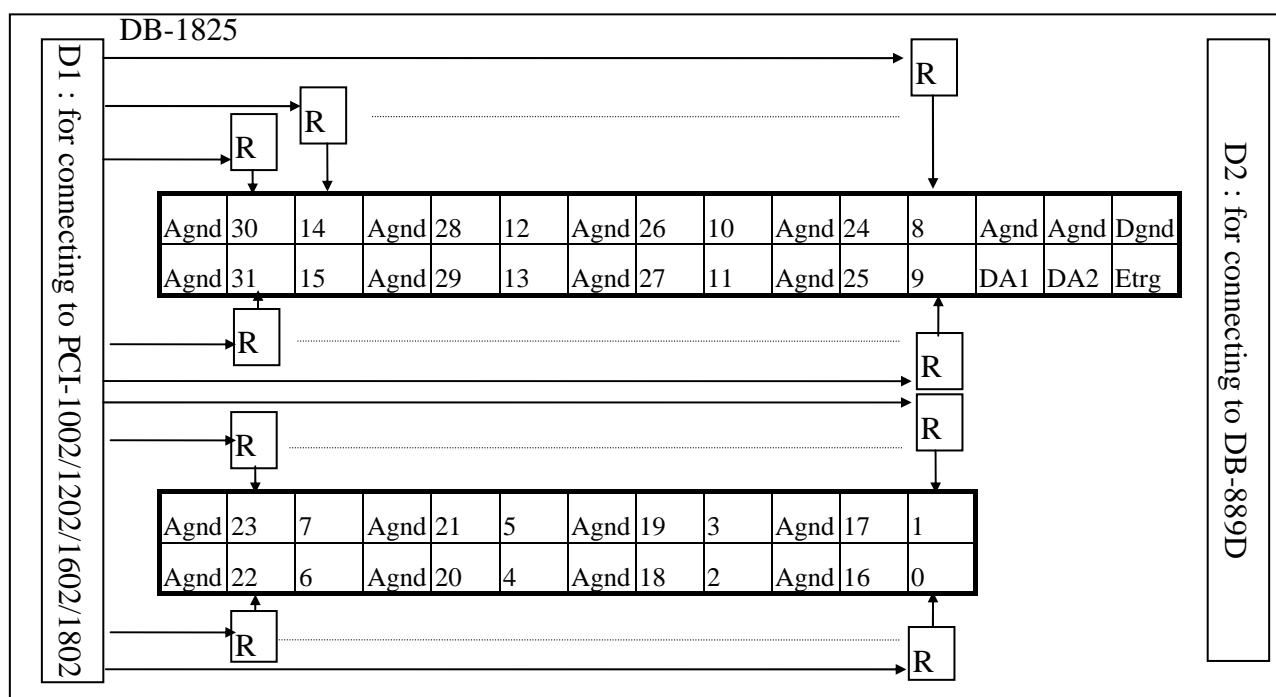 DB-1825
D1 : for connecting to PCI-1002/1202/1602/1802
R
R
R
Agnd 30 14 Agnd 28 12 Agnd 26 10 Agnd 24 8 Agnd Agnd Dgnd
Agnd 31 15 Agnd 29 13 Agnd 27 11 Agnd 25 9 DA1 DA2 Etrg
R
R
R
R
Agnd 23 7 Agnd 21 5 Agnd 19 3 Agnd 17 1
Agnd 22 6 Agnd 20 4 Agnd 18 2 Agnd 16 0
R
R
D2 : for connecting to DB-889D